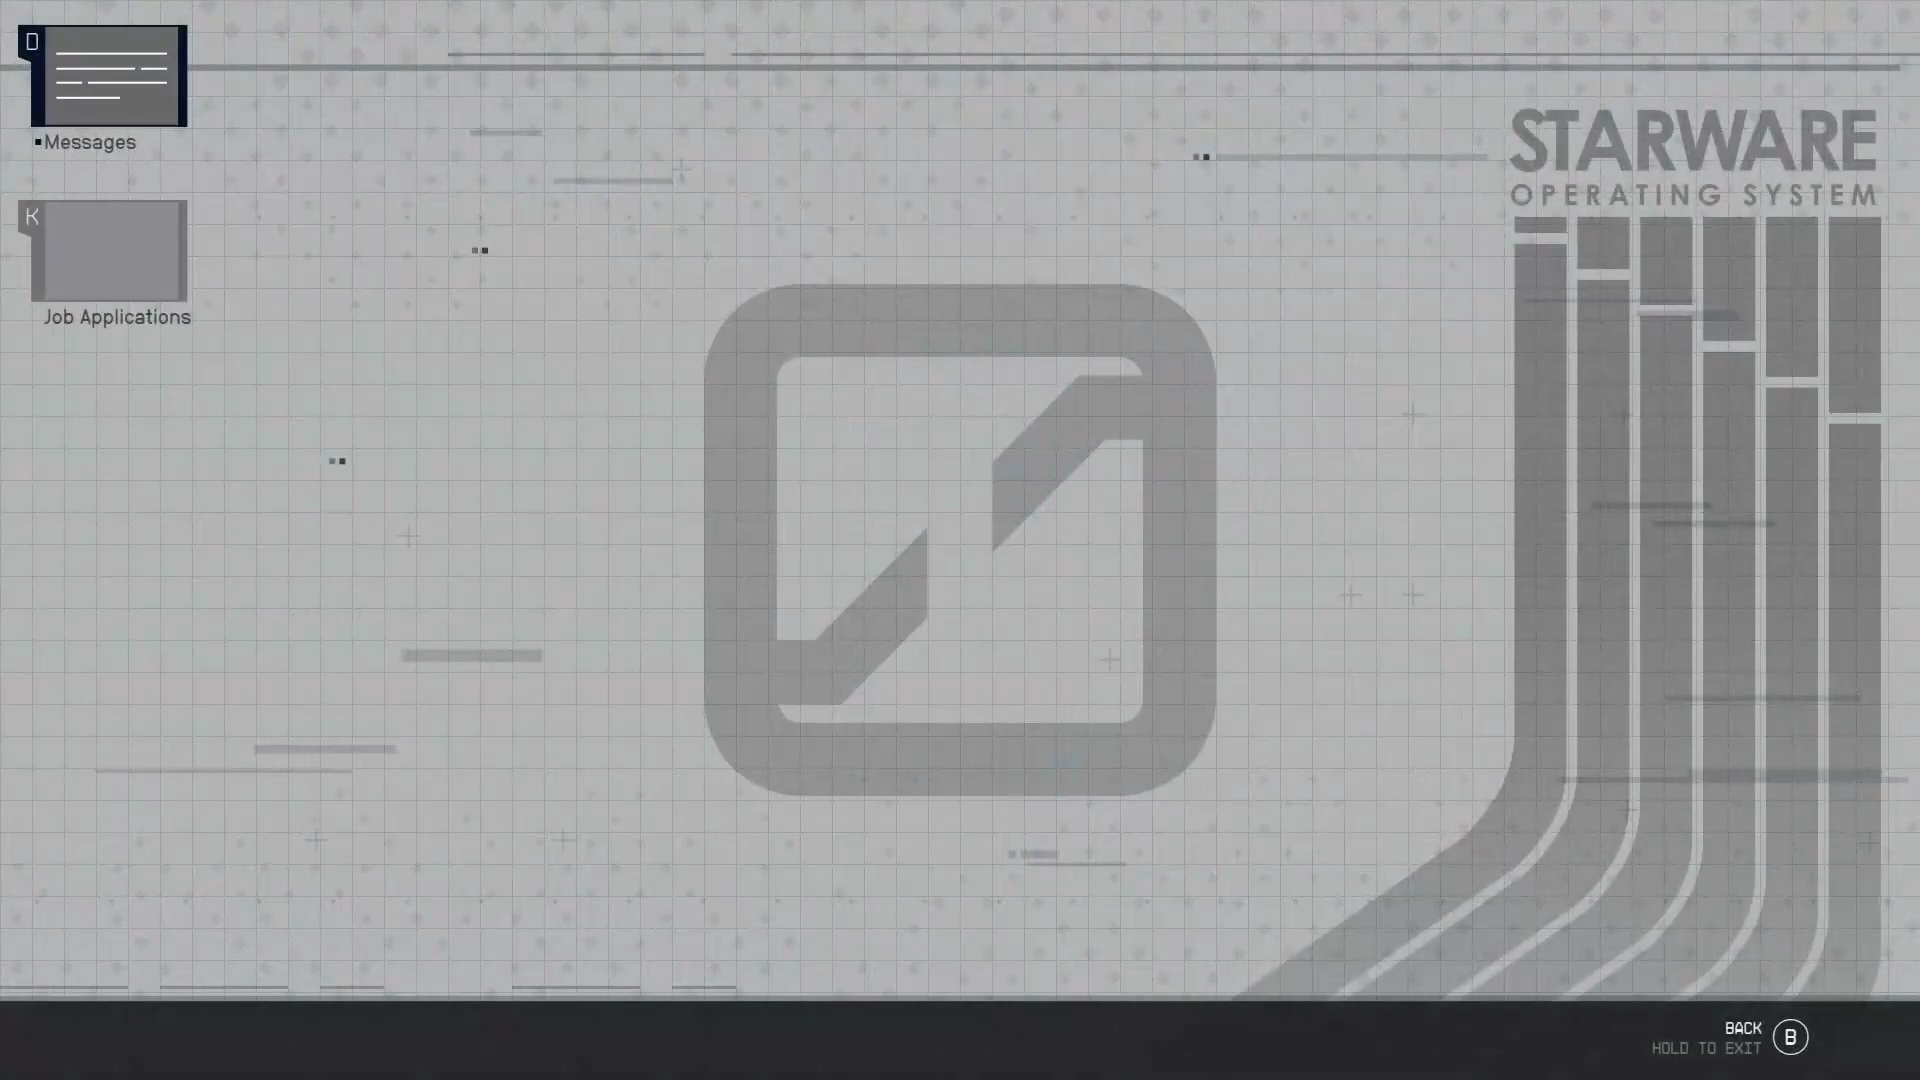 D
Messages
K
Job Applications
STARWARE
OPERATING SYSTEM
BACK
HOLD TO EXIT
B